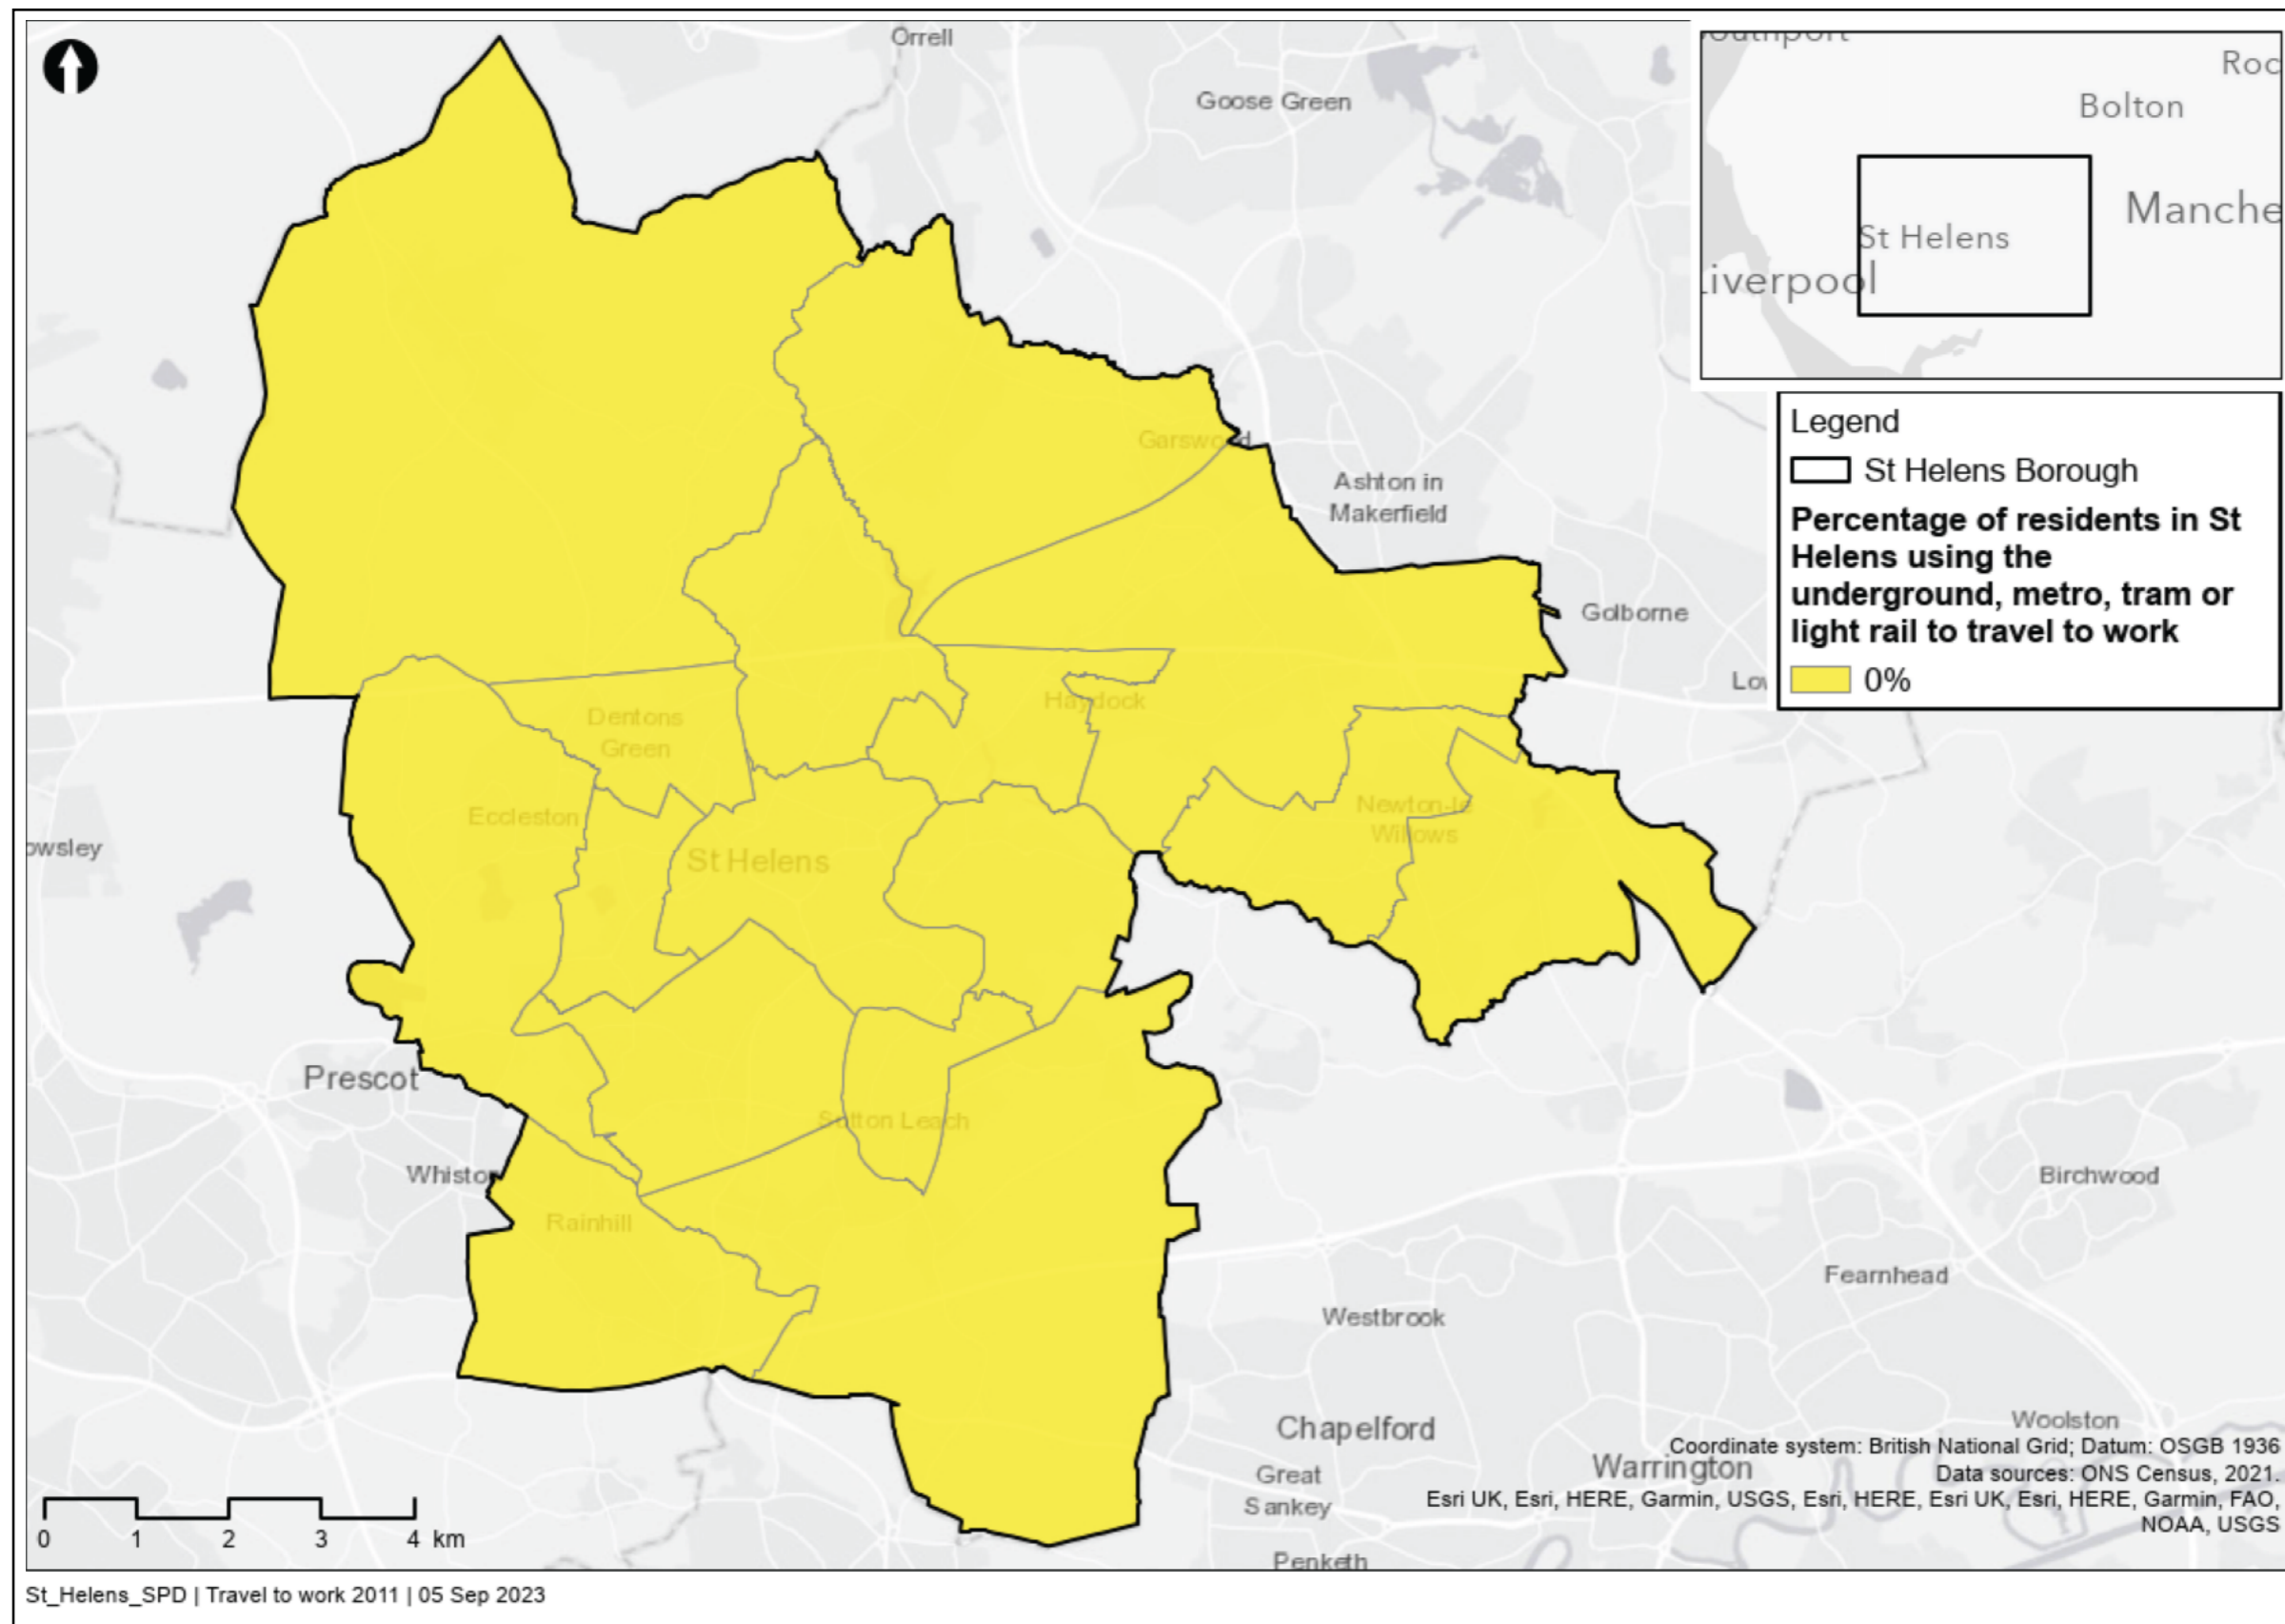 Orrell
Goose Green
Garswood
Ashton in
Makerfield
Golborne
Haydock
Dentons
Green
Eccleston
Newton-le
Willows
St Helens
Prescot
Sutton Leach
Rainhill
Birchwood
Fearnhead
Westbrook
Chapelford
Woolston
Great
Sankey
Warrington
Penketh
Bolton
St Helens
Legend
St Helens Borough
Percentage of residents in St
Helens using the
underground, metro, tram or
light rail to travel to work
0%
Coordinate system: British National Grid; Datum: OSGB 1936
Data sources: ONS Census, 2021.
Esri UK, Esri, HERE, Garmin, USGS, Esri, HERE, Esri UK, Esri, HERE, Garmin, FAO,
NOAA, USGS
0 1 2 3 4 km
St_Helens_SPD | Travel to work 2011 | 05 Sep 2023